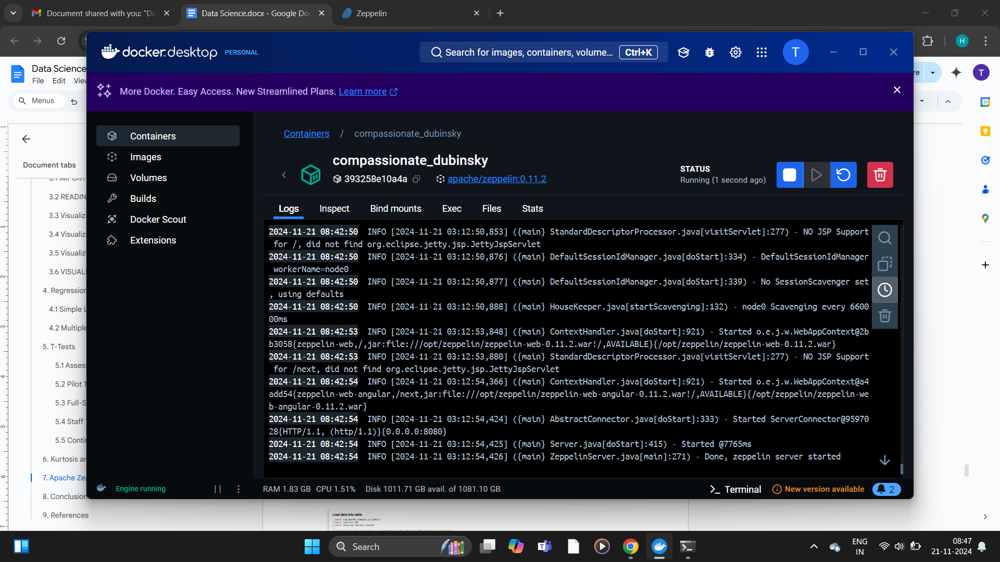 Document shared with you: "Da
Data Science.docx - Google Do
Zeppelin
H
docker.desktop PERSONAL
Search for images, containers, volume... Ctrl+K
T
Data Science
File Edit View
re
T
More Docker. Easy Access. New Streamlined Plans. Learn more
Menus
Containers
Images
Volumes
Builds
Docker Scout
Extensions
Containers / compassionate_dubinsky
compassionate_dubinsky
393258e10a4a apache/zeppelin:0.11.2
STATUS
Running (1 second ago)
Logs Inspect Bind mounts Exec Files Stats
2024-11-21 08:42:50 INFO [2024-11-21 03:12:50,853] ({main} StandardDescriptorProcessor.java[visitServlet]:277) - NO JSP Support
for /, did not find org.eclipse.jetty.jsp.JettyJspServlet
2024-11-21 08:42:50 INFO [2024-11-21 03:12:50,876] ({main} DefaultSessionIdManager.java[doStart]:334) - DefaultSessionIdManager
workerName=node0
2024-11-21 08:42:50 INFO [2024-11-21 03:12:50,877] ({main} DefaultSessionIdManager.java[doStart]:339) - No SessionScavenger set
, using defaults
2024-11-21 08:42:50 INFO [2024-11-21 03:12:50,888] ({main} HouseKeeper.java[startScavenging]:132) - node0 Scavenging every 6600
00ms
2024-11-21 08:42:53 INFO [2024-11-21 03:12:53,848] ({main} ContextHandler.java[doStart]:921) - Started o.e.j.w.WebAppContext@2b
b3058{zeppelin-web,/,jar:file:///opt/zeppelin/zeppelin-web-0.11.2.war!/,AVAILABLE}{/opt/zeppelin/zeppelin-web-0.11.2.war}
2024-11-21 08:42:53 INFO [2024-11-21 03:12:53,880] ({main} StandardDescriptorProcessor.java[visitServlet]:277) - NO JSP Support
for /next, did not find org.eclipse.jetty.jsp.JettyJspServlet
2024-11-21 08:42:54 INFO [2024-11-21 03:12:54,366] ({main} ContextHandler.java[doStart]:921) - Started o.e.j.w.WebAppContext@a4
add54{zeppelin-web-angular,/next,jar:file:///opt/zeppelin/zeppelin-web-angular-0.11.2.war!/,AVAILABLE}{/opt/zeppelin/zeppelin-we
b-angular-0.11.2.war}
2024-11-21 08:42:54 INFO [2024-11-21 03:12:54,424] ({main} AbstractConnector.java[doStart]:333) - Started ServerConnector@95970
28{HTTP/1.1, (http/1.1)}{0.0.0.0:8080}
2024-11-21 08:42:54 INFO [2024-11-21 03:12:54,425] ({main} Server.java[doStart]:415) - Started @7765ms
2024-11-21 08:42:54 INFO [2024-11-21 03:12:54,426] ({main} ZeppelinServer.java[main]:271) - Done, zeppelin server started
Document tabs
3.2 READIN
3.3 Visualizi
3.4 Visualiz
3.5 Visualiz
3.6 VISUAL
4. Regression
4.1 Simple L
4.2 Multiple
5. T-Tests
5.1 Asses
5.2 Pilot T
5.3 Full-S
5.4 Staff
5.5 Conti
6. Kurtosis ar
7. Apache Ze
8. Conclusion
9. References
Engine running
RAM 1.83 GB CPU 1.51% Disk 1011.71 GB avail. of 1081.10 GB
Terminal New version available 2
Load data into table
Search
ENG
IN
08:47
21-11-2024